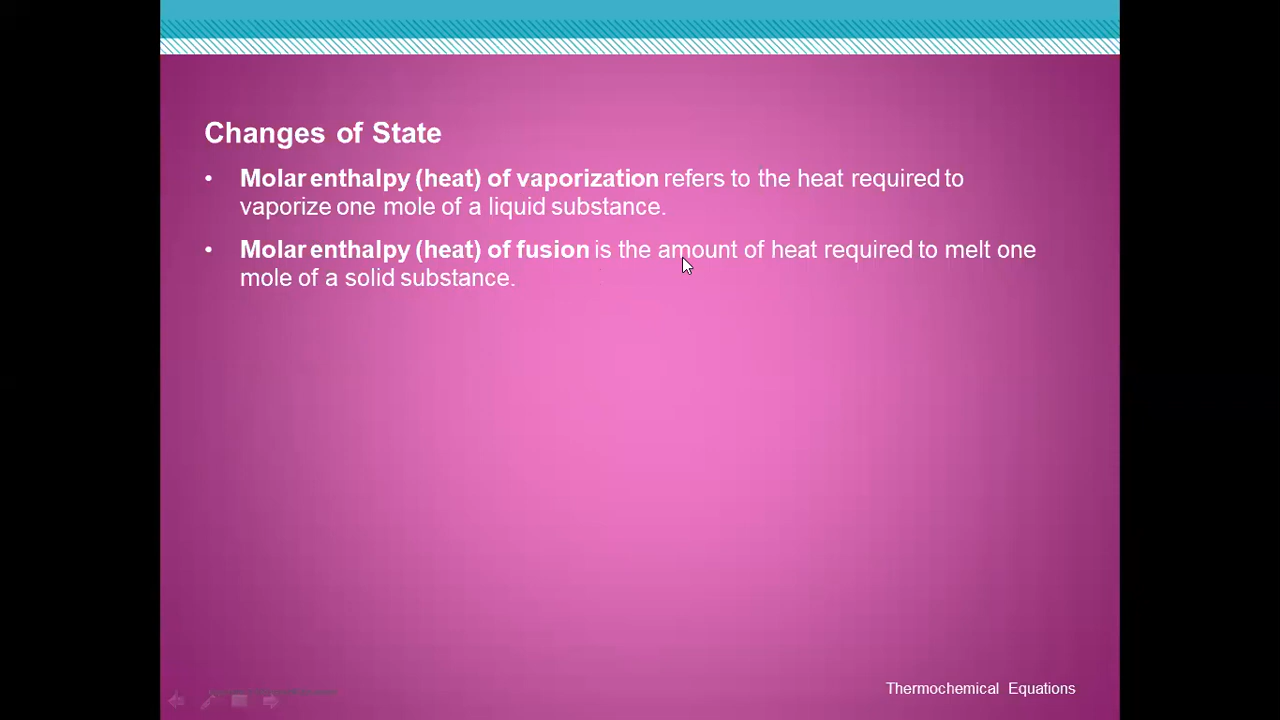 Changes of State
• Molar enthalpy (heat) of vaporization refers to the heat required to
vaporize one mole of a liquid substance.
• Molar enthalpy (heat) of fusion is the amount of heat required to melt one
mole of a solid substance.
Thermochemical Equations